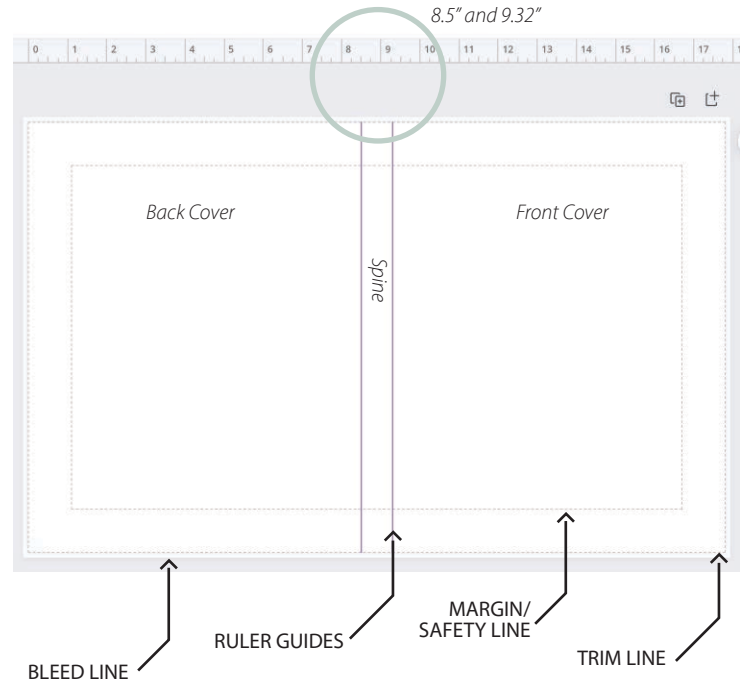 8.5” and 9.32”
0 1 2 3 4 5 6 7 8 9 10 11 12 13 14 15 16 17 1
Back Cover
Front Cover
Spine
MARGIN/
SAFETY LINE
RULER GUIDES
TRIM LINE
BLEED LINE